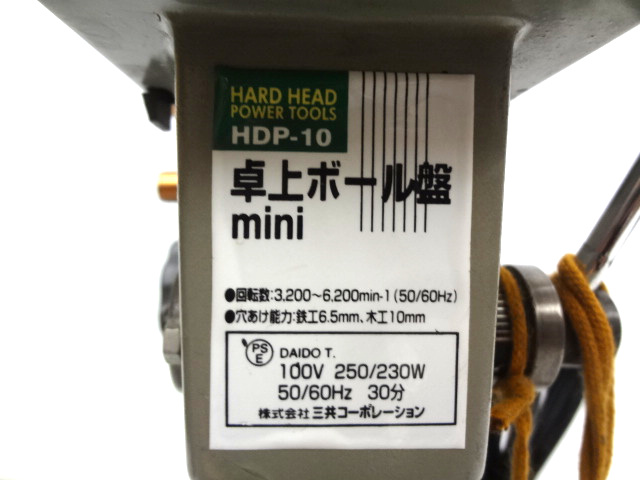 HARD HEAD
POWER TOOLS
HDP-10
卓上ボール盤
mini
●回転数:3,200～6,200min-1(50/60Hz)
●穴あけ能力:鉄工6.5mm、木工10mm
PS
E
DAIDO T.
100V 250/230W
50/60Hz 30分
株式会社 三共コーポレーション